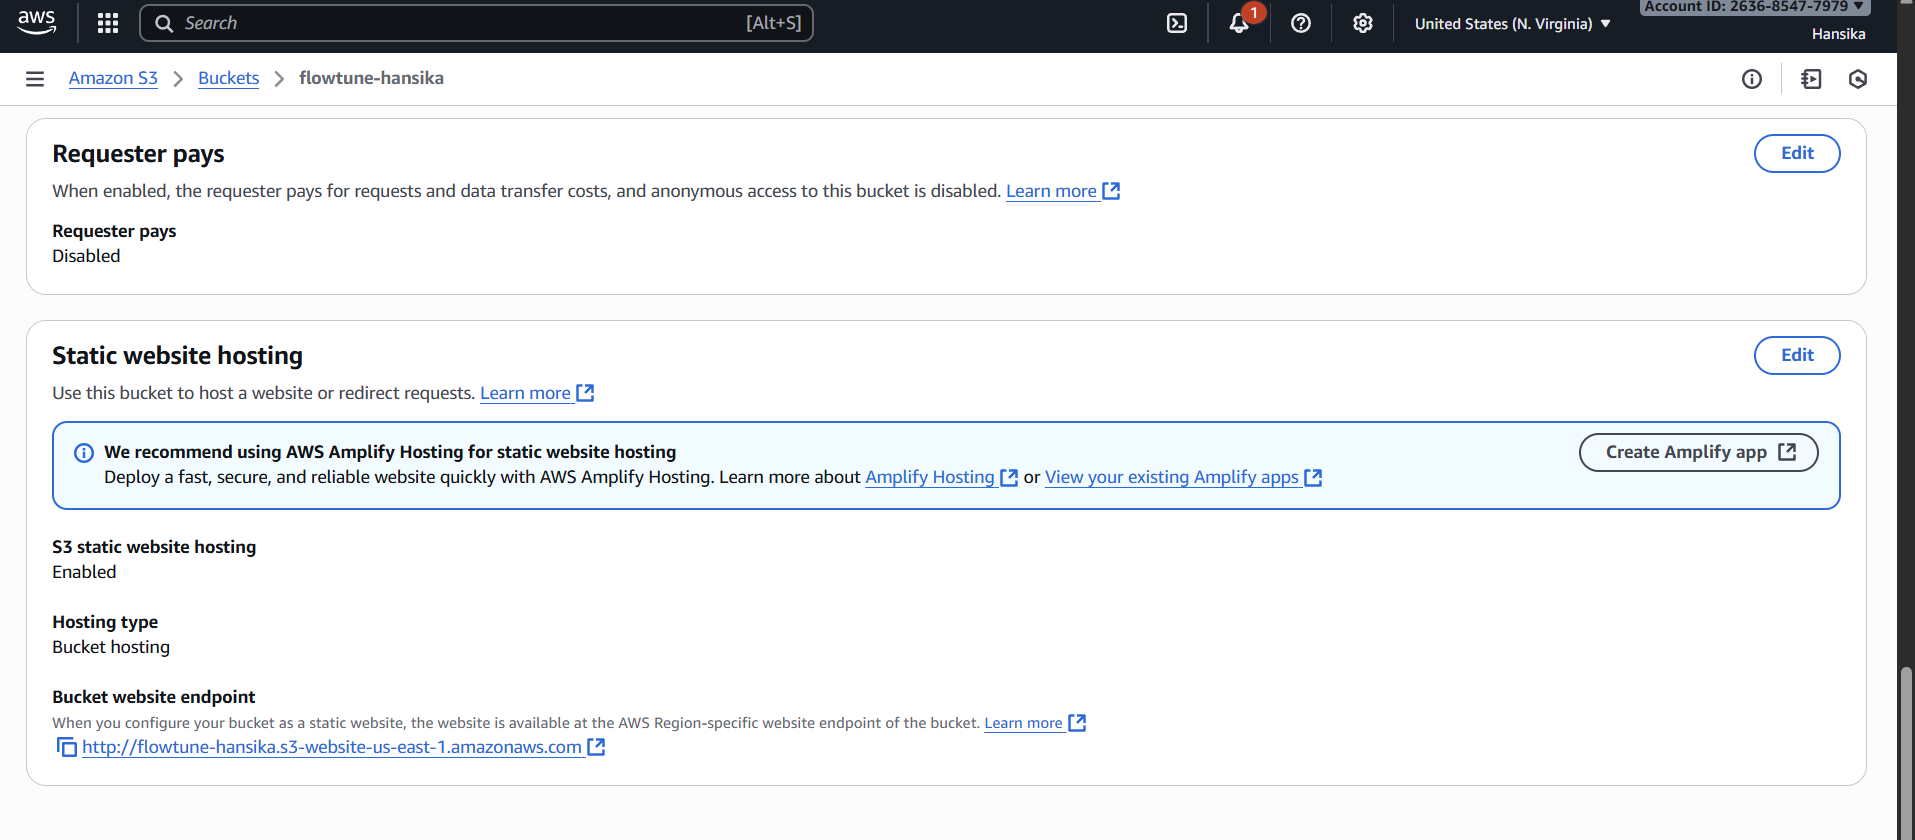 aws
Search [Alt+S]
1
United States (N. Virginia)
Account ID: 2636-8547-7979
Hansika
Amazon S3 > Buckets > flowtune-hansika
Requester pays
Edit
When enabled, the requester pays for requests and data transfer costs, and anonymous access to this bucket is disabled. Learn more
Requester pays
Disabled
Static website hosting
Edit
Use this bucket to host a website or redirect requests. Learn more
We recommend using AWS Amplify Hosting for static website hosting
Create Amplify app
Deploy a fast, secure, and reliable website quickly with AWS Amplify Hosting. Learn more about Amplify Hosting or View your existing Amplify apps
S3 static website hosting
Enabled
Hosting type
Bucket hosting
Bucket website endpoint
When you configure your bucket as a static website, the website is available at the AWS Region-specific website endpoint of the bucket. Learn more
http://flowtune-hansika.s3-website-us-east-1.amazonaws.com